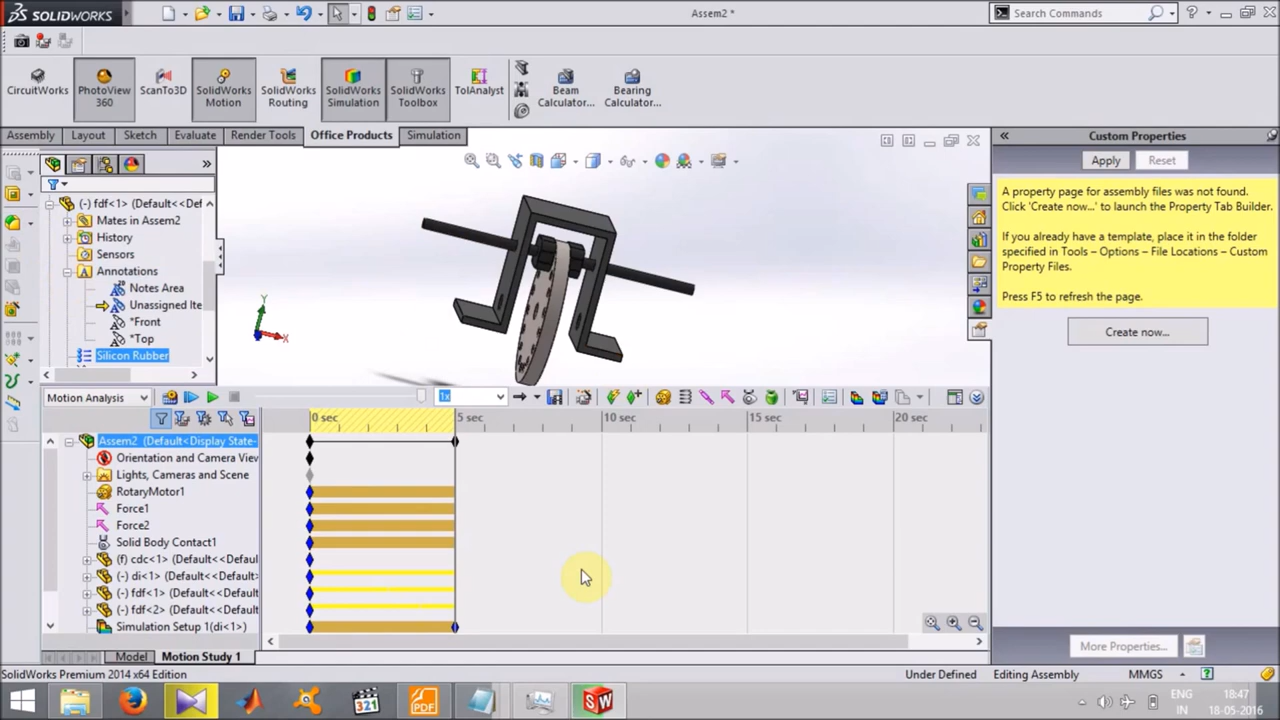 SOLIDWORKS
Assem2 *
Search Commands
CircuitWorks
PhotoView
360
ScanTo3D
SolidWorks
Motion
SolidWorks
Routing
SolidWorks
Simulation
SolidWorks
Toolbox
TolAnalyst
Beam
Calculator...
Bearing
Calculator...
Assembly
Layout
Sketch
Evaluate
Render Tools
Office Products
Simulation
Custom Properties
Apply
Reset
A property page for assembly files was not found.
Click 'Create now...' to launch the Property Tab Builder.
If you already have a template, place it in the folder
specified in Tools – Options – File Locations – Custom
Property Files.
Press F5 to refresh the page.
Create now...
(-) fdf<1> (Default<<Def
Mates in Assem2
History
Sensors
Annotations
Notes Area
Unassigned Ite
*Front
*Top
Silicon Rubber
Y
X
Motion Analysis
1x
0 sec
5 sec
10 sec
15 sec
20 sec
Assem2 (Default<Display State-
Orientation and Camera View
Lights, Cameras and Scene
RotaryMotor1
Force1
Force2
Solid Body Contact1
(f) cdc<1> (Default<<Defaul
(-) di<1> (Default<<Default>
(-) fdf<1> (Default<<Defaul
(-) fdf<2> (Default<<Defaul
Simulation Setup 1(di<1>)
Model
Motion Study 1
More Properties...
SolidWorks Premium 2014 x64 Edition
Under Defined
Editing Assembly
MMGS
321
PDF
SW
ENG
IN
18:47
18-05-2016